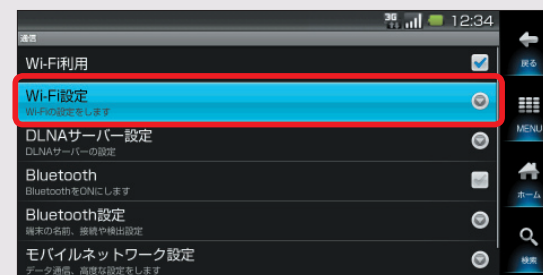 3G 12:34
通信
Wi-Fi利用
Wi-Fi設定
Wi-Fiの設定をします
DLNAサーバー設定
DLNAサーバーの設定
Bluetooth
BluetoothをONにします
Bluetooth設定
端末の名前、接続や検出設定
モバイルネットワーク設定
データ通信、高度な設定をします
戻る
MENU
ホーム
検索